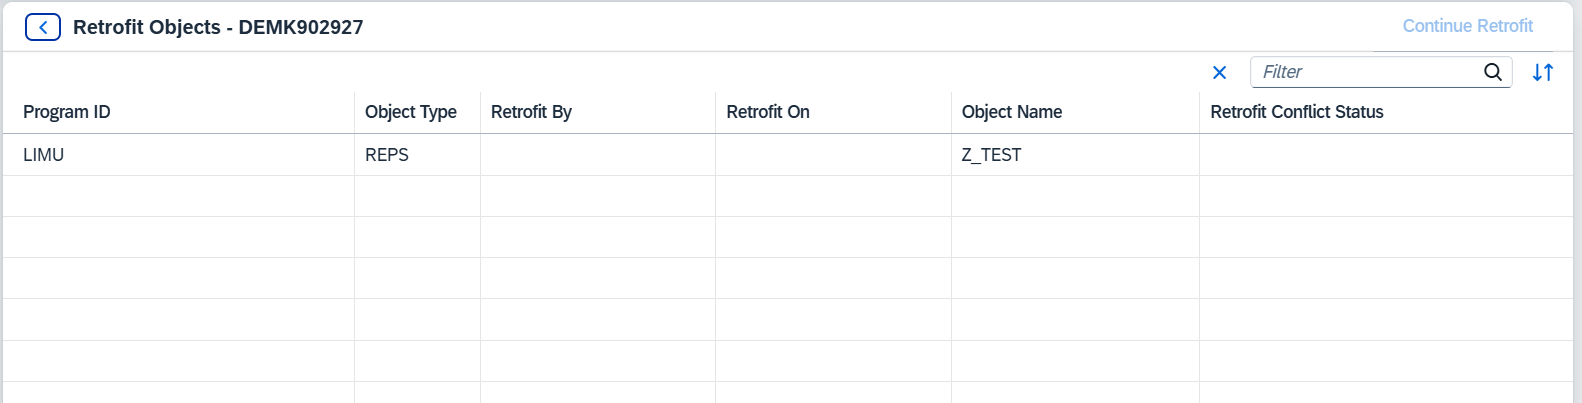 Retrofit Objects - DEMK902927
Continue Retrofit
Filter
Program ID Object Type Retrofit By Retrofit On Object Name Retrofit Conflict Status
LIMU REPS Z_TEST